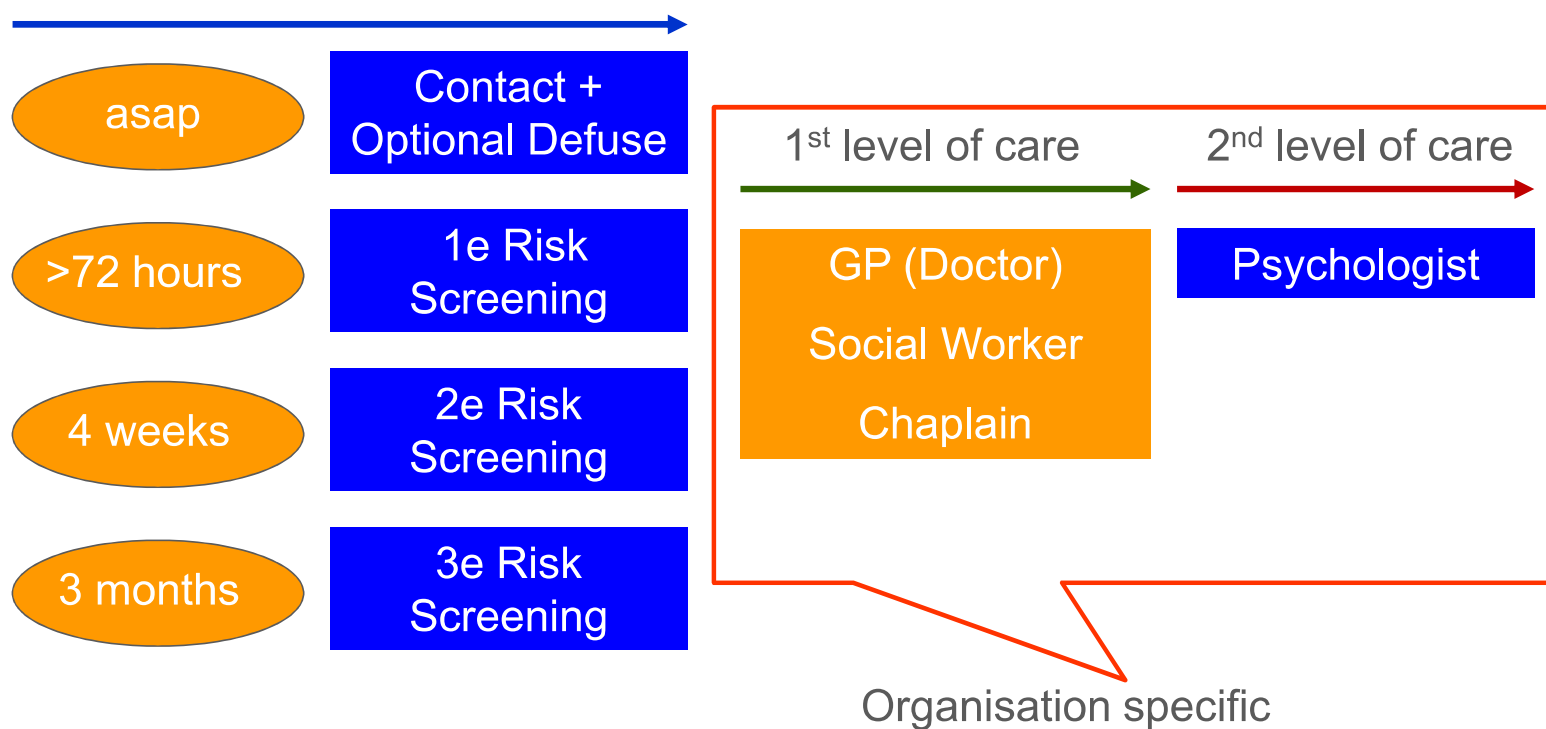 asap
Contact +
Optional Defuse
>72 hours
1e Risk
Screening
4 weeks
2e Risk
Screening
3 months
3e Risk
Screening
1st level of care
GP (Doctor)
Social Worker
Chaplain
2nd level of care
Psychologist
Organisation specific